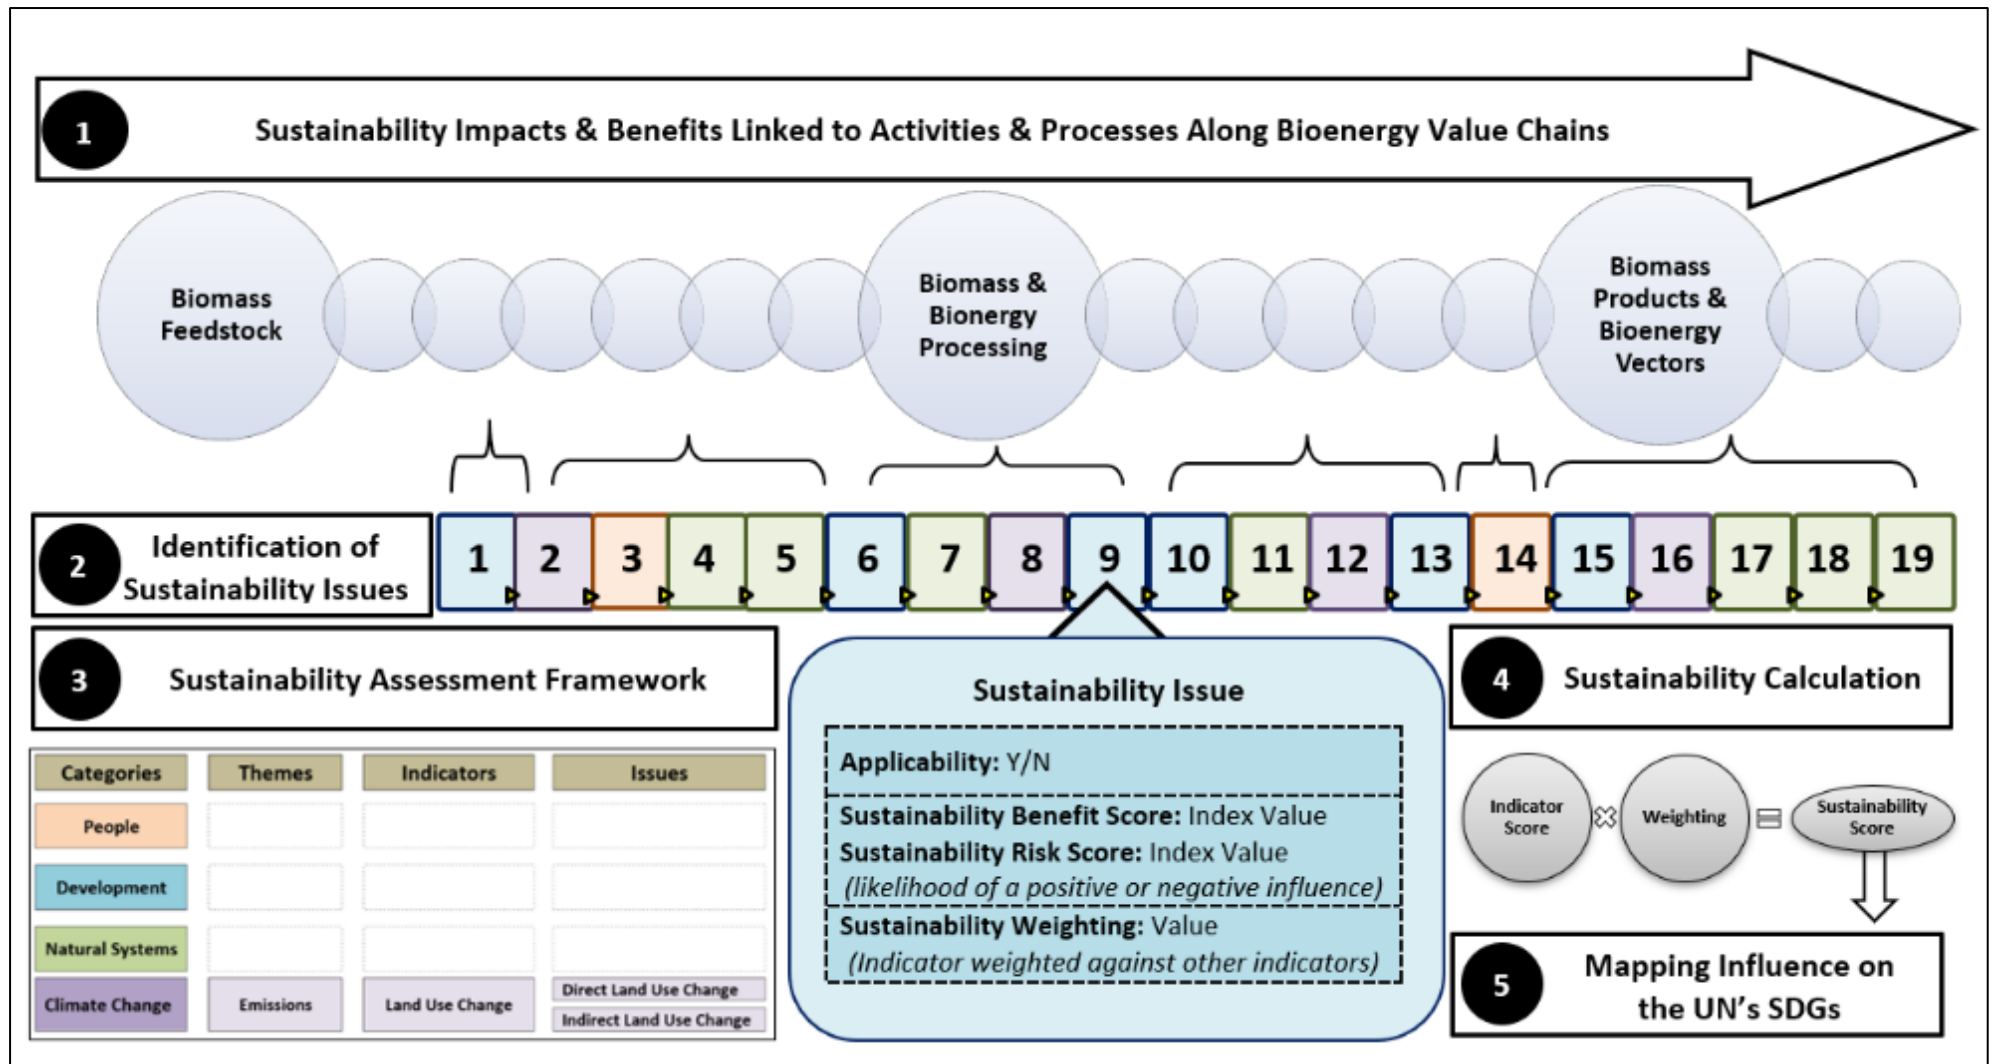 1
Sustainability Impacts & Benefits Linked to Activities & Processes Along Bioenergy Value Chains
Biomass
Feedstock
Biomass &
Bionergy
Processing
Biomass
Products &
Bioenergy
Vectors
2
Identification of
Sustainability Issues
1 2 3 4 5 6 7 8 9 10 11 12 13 14 15 16 17 18 19
3
Sustainability Assessment Framework
Categories Themes Indicators Issues
People
Development
Natural Systems
Climate Change Emissions Land Use Change
Direct Land Use Change
Indirect Land Use Change
Sustainability Issue
Applicability: Y/N
Sustainability Benefit Score: Index Value
Sustainability Risk Score: Index Value
(likelihood of a positive or negative influence)
Sustainability Weighting: Value
(Indicator weighted against other indicators)
4
Sustainability Calculation
Indicator
Score
Weighting
Sustainability
Score
5
Mapping Influence on
the UN's SDGs